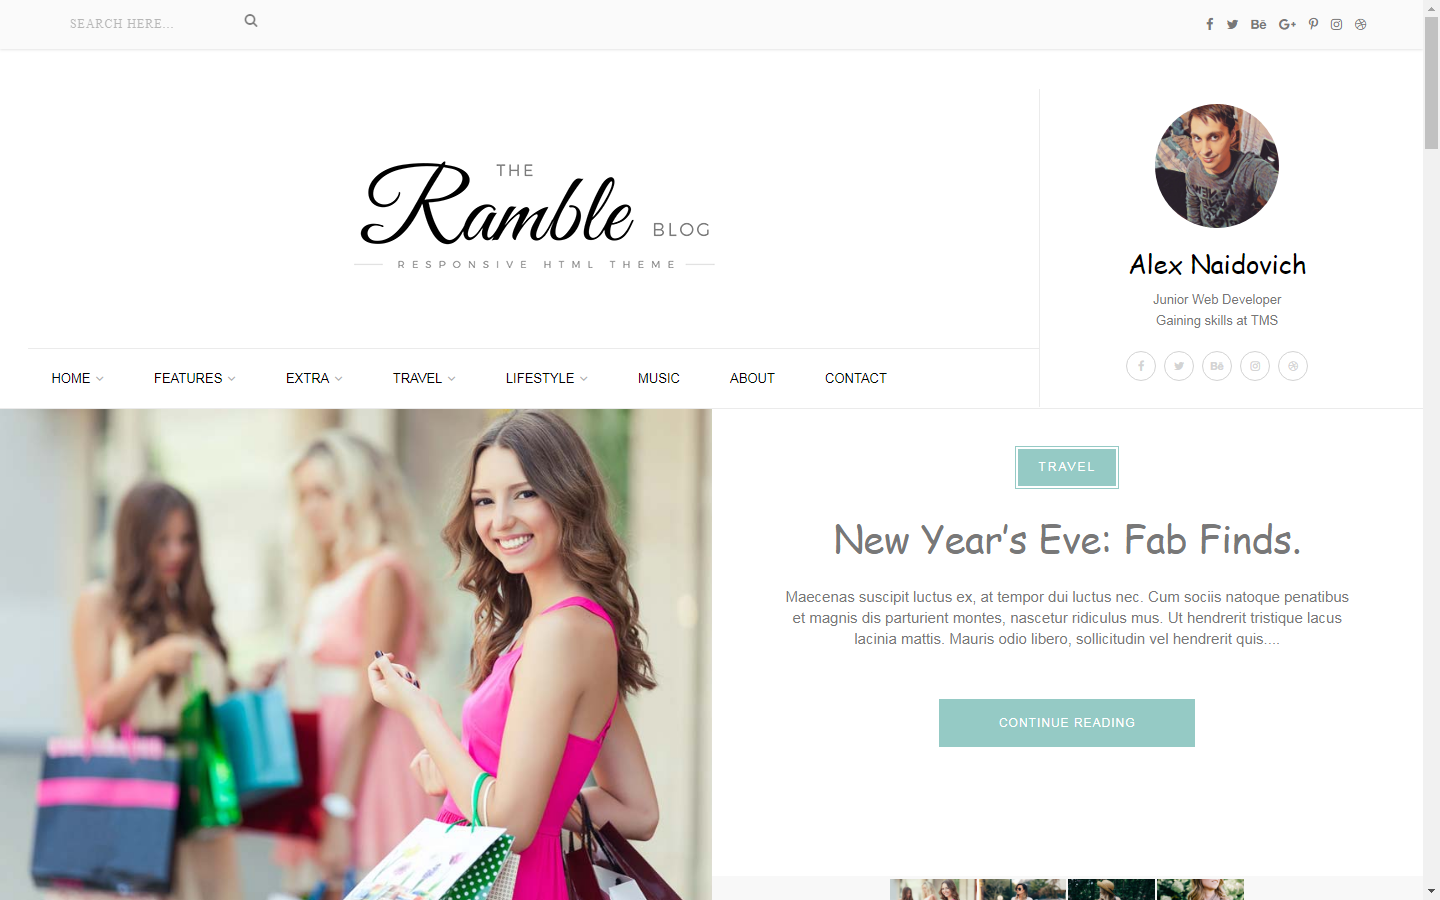 SEARCH HERE...
THE
Ramble
BLOG
RESPONSIVE HTML THEME
Alex Naidovich
Junior Web Developer
Gaining skills at TMS
HOME FEATURES EXTRA TRAVEL LIFESTYLE MUSIC ABOUT CONTACT
TRAVEL
New Year's Eve: Fab Finds.
Maecenas suscipit luctus ex, at tempor dui luctus nec. Cum sociis natoque penatibus
et magnis dis parturient montes, nascetur ridiculus mus. Ut hendrerit tristique lacus
lacinia mattis. Mauris odio libero, sollicitudin vel hendrerit quis....
CONTINUE READING